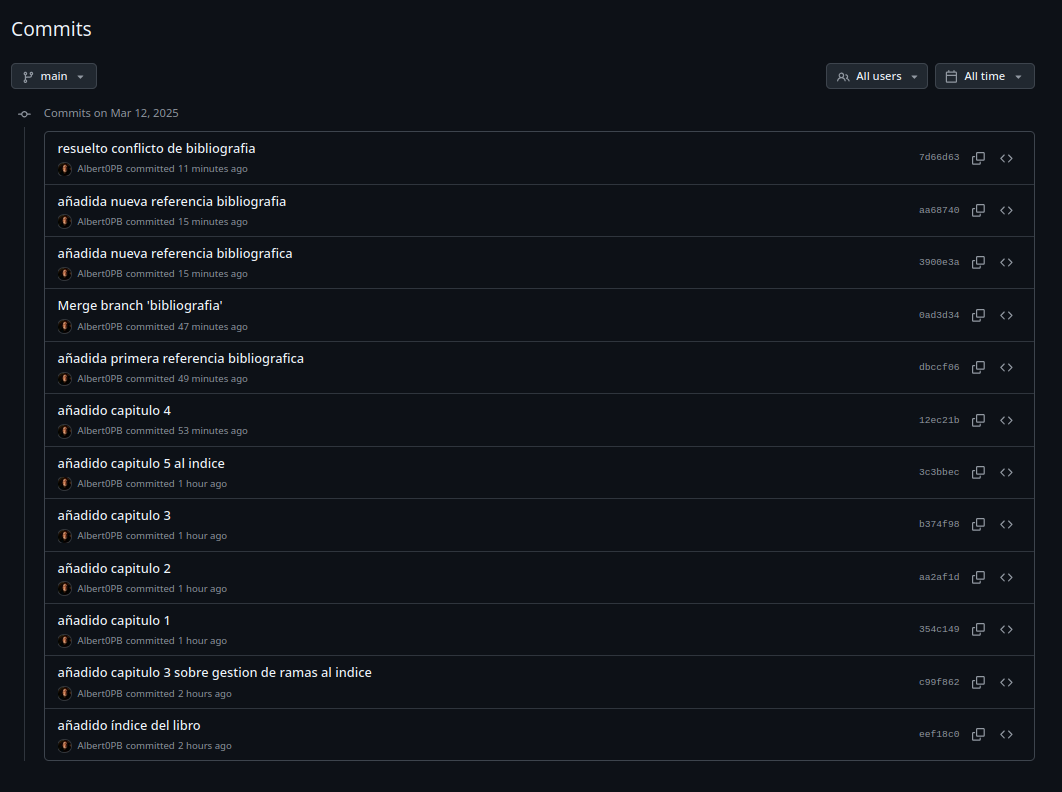 Commits
main
All users
All time
Commits on Mar 12, 2025
resuelto conflicto de bibliografia
Albert0PB committed 11 minutes ago
7d66d63
añadida nueva referencia bibliografia
Albert0PB committed 15 minutes ago
aa68740
añadida nueva referencia bibliografica
Albert0PB committed 15 minutes ago
3900e3a
Merge branch 'bibliografia'
Albert0PB committed 47 minutes ago
0ad3d34
añadida primera referencia bibliografica
Albert0PB committed 49 minutes ago
dbccf06
añadido capitulo 4
Albert0PB committed 53 minutes ago
12ec21b
añadido capitulo 5 al indice
Albert0PB committed 1 hour ago
3c3bbec
añadido capitulo 3
Albert0PB committed 1 hour ago
b374f98
añadido capitulo 2
Albert0PB committed 1 hour ago
aa2af1d
añadido capitulo 1
Albert0PB committed 1 hour ago
354c149
añadido capitulo 3 sobre gestion de ramas al indice
Albert0PB committed 2 hours ago
c99f862
añadido índice del libro
Albert0PB committed 2 hours ago
eef18c0